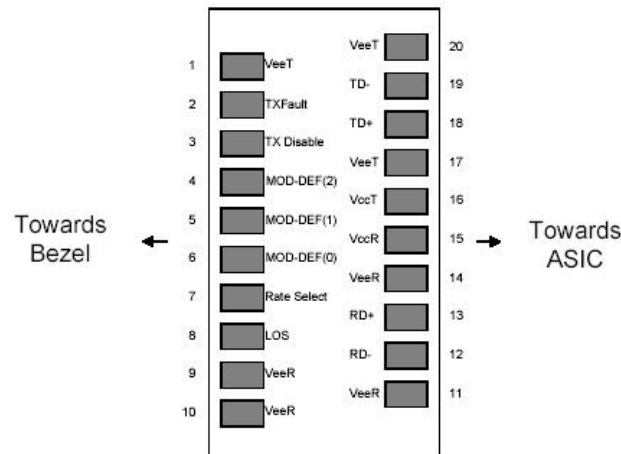 VeeT 20
1 VeeT
TD- 19
2 TXFault
TD+ 18
3 TX Disable
VeeT 17
4 MOD-DEF(2)
VccT 16
5 MOD-DEF(1)
Towards
Bezel
VccR 15
Towards
ASIC
6 MOD-DEF(0)
VeeR 14
7 Rate Select
RD+ 13
8 LOS
RD- 12
9 VeeR
VeeR 11
10 VeeR